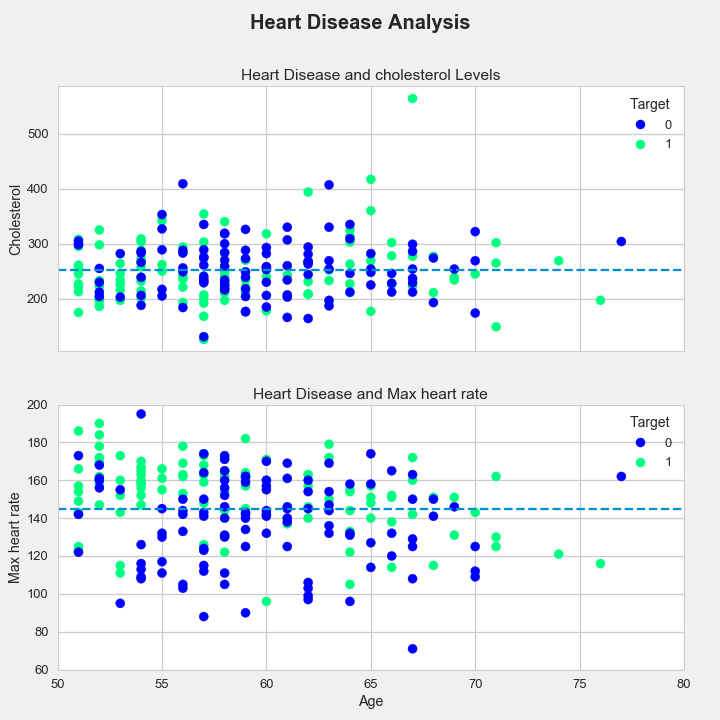 Heart Disease Analysis
Heart Disease and cholesterol Levels
Target
0
1
500
400
300
200
Cholesterol
Heart Disease and Max heart rate
Target
0
1
200
180
160
140
120
100
80
60
Max heart rate
50 55 60 65 70 75 80
Age